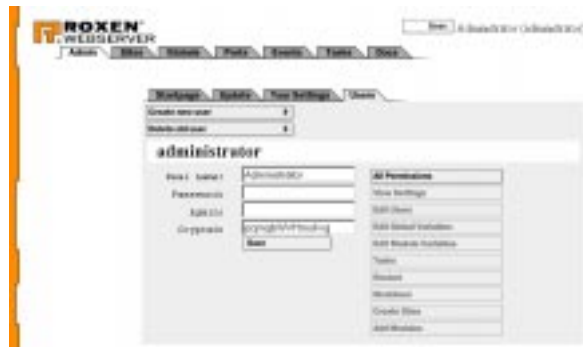 ROXEN
WEBSERVER
Admin Sites Globals Ports Events Tasks Docs
Startpage Update Your Settings Users
Create new user
Delete old user
administrator
Real name: Administrator
Password:
Again:
Crypted:
Save
All Permissions
View Settings
Edit Users
Edit Global Variables
Edit Module Variables
Tasks
Restart
Shutdown
Create Sites
Add Modules